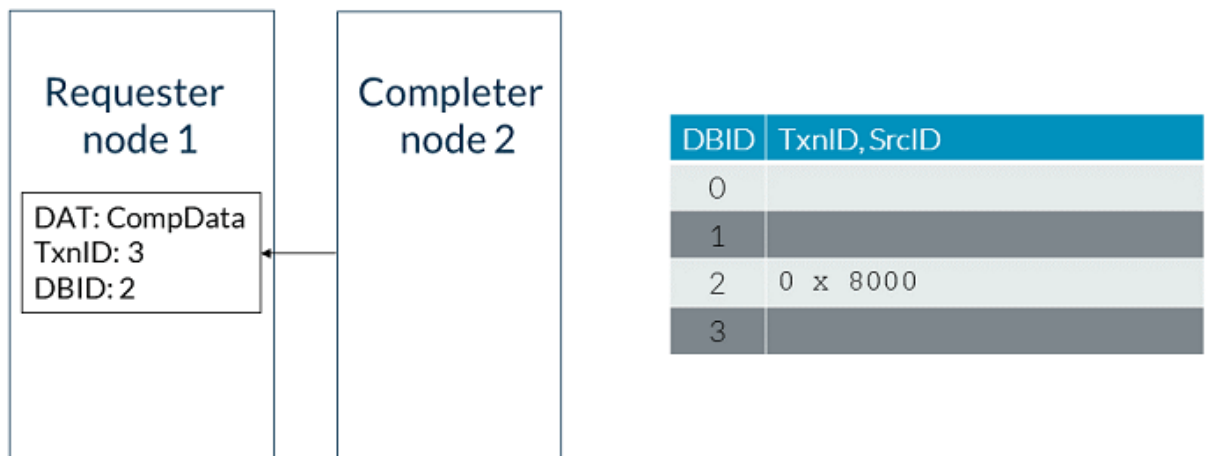 Requester
node 1
DAT: CompData
TxnID: 3
DBID: 2
Completer
node 2
DBID TxnID, SrcID
0
1
2 0 x 8000
3